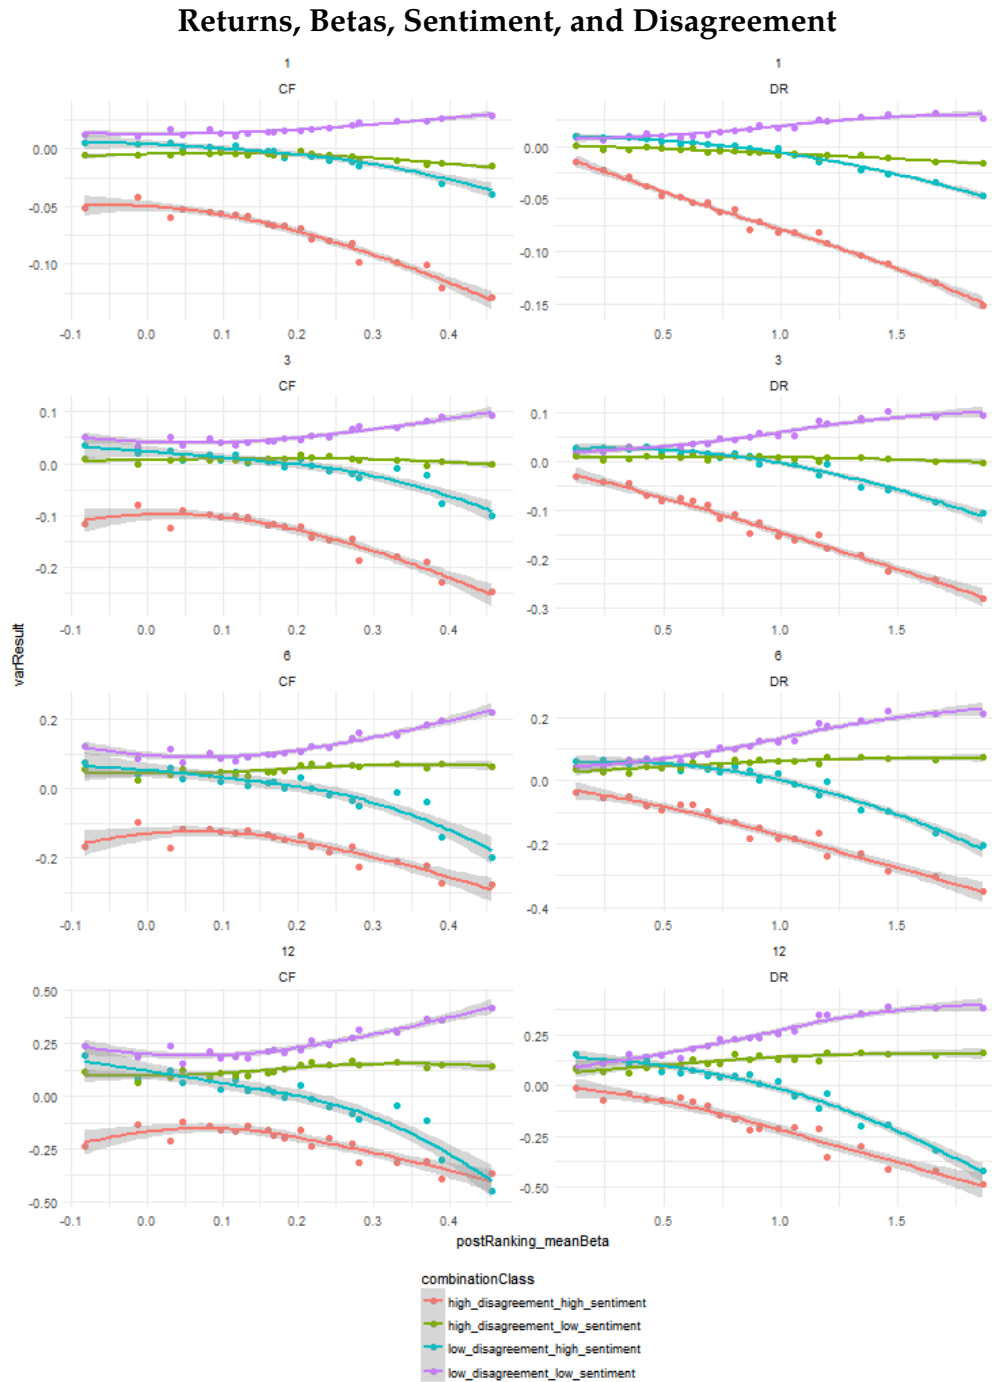 Returns, Betas, Sentiment, and Disagreement
1 1
CF DR
0.00 0.00
-0.05 -0.05
-0.10 -0.10
-0.15
-0.1 0.0 0.1 0.2 0.3 0.4 0.5 1.0 1.5
3 3
CF DR
0.1 0.1
0.0 0.0
-0.1 -0.1
-0.2 -0.2
-0.3
-0.1 0.0 0.1 0.2 0.3 0.4 0.5 1.0 1.5
varResult
6 6
CF DR
0.2 0.2
0.0 0.0
-0.2 -0.2
-0.4
-0.1 0.0 0.1 0.2 0.3 0.4 0.5 1.0 1.5
12 12
CF DR
0.50
0.25 0.25
0.00 0.00
-0.25 -0.25
-0.50 -0.50
-0.1 0.0 0.1 0.2 0.3 0.4 0.5 1.0 1.5
postRanking_meanBeta
combinationClass
high_disagreement_high_sentiment
high_disagreement_low_sentiment
low_disagreement_high_sentiment
low_disagreement_low_sentiment